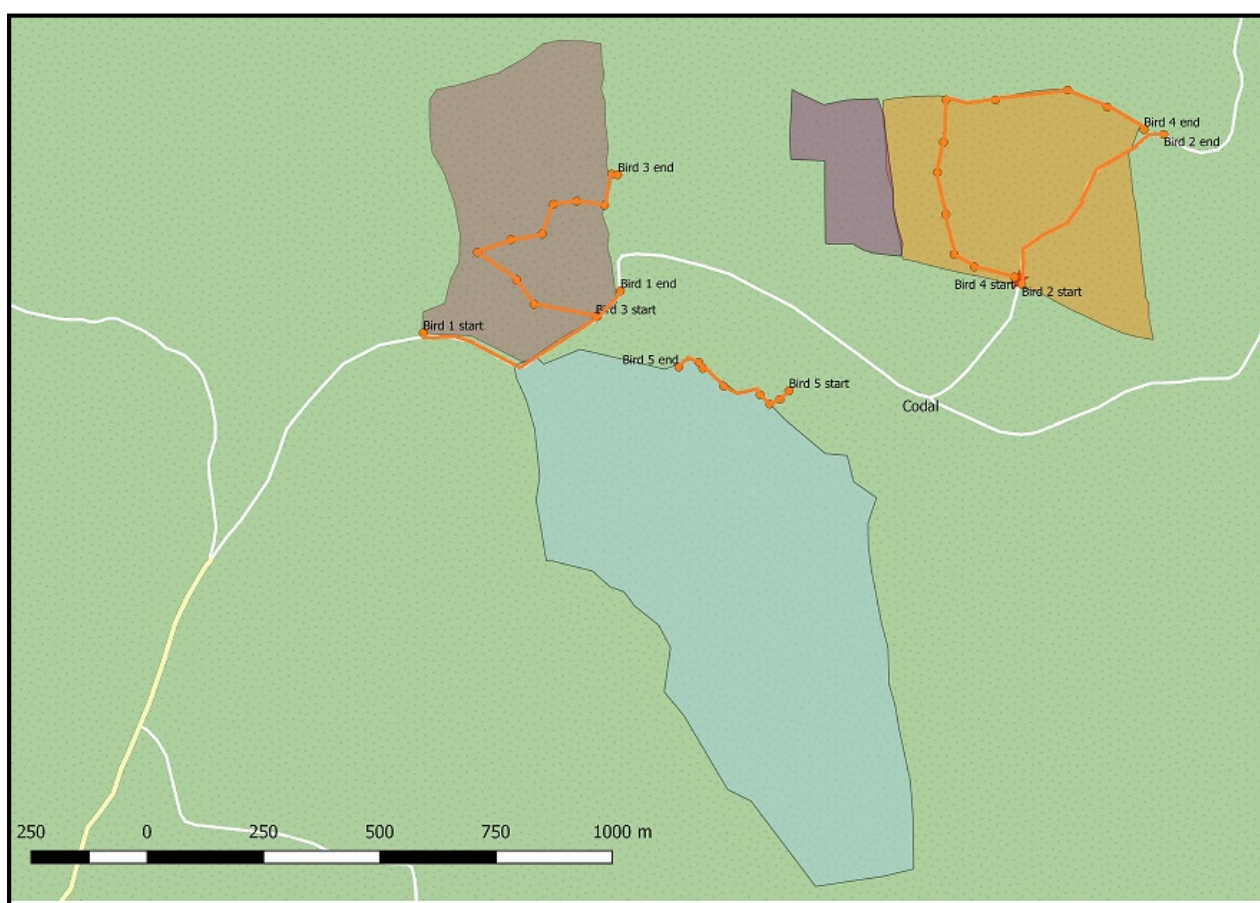 Bird 4 end
Bird 2 end
Bird 3 end
Bird 4 start
Bird 2 start
Bird 1 end
Bird 3 start
Bird 1 start
Bird 5 end
Bird 5 start
Codal
250 0 250 500 750 1000 m